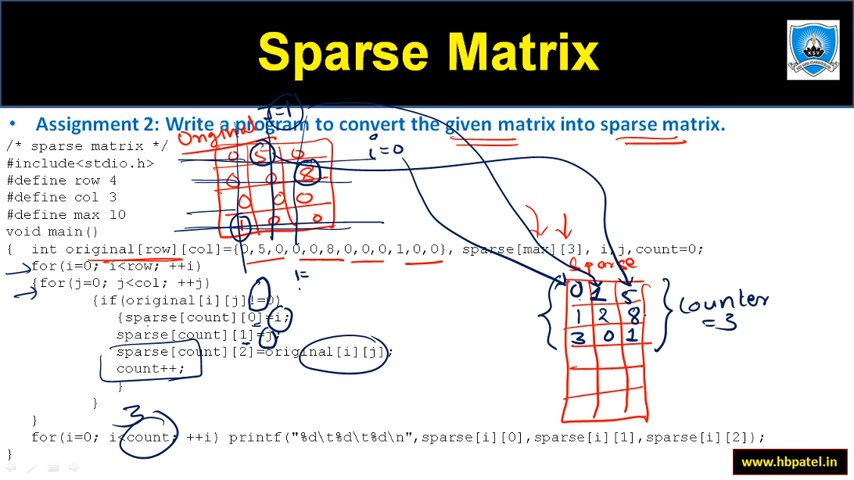 Sparse Matrix
• Assignment 2: Write a program to convert the given matrix into sparse matrix.
/* sparse matrix */
#include<stdio.h>
#define row 4
#define col 3
#define max 10
void main()
{ int original[row][col]={0,5,0,0,0,8,0,0,0,1,0,0}, sparse[max][3], i,j,count=0;
for(i=0; i<row; ++i)
{for(j=0; j<col; ++j)
{if(original[i][j]!=0)
{sparse[count][0]=i;
sparse[count][1]=j;
sparse[count][2]=original[i][j];
count++;
}
}
}
for(i=0; i<count; ++i) printf("%d\t%d\t%d\n",sparse[i][0],sparse[i][1],sparse[i][2]);
}
Original
j=1
i=0
0 5 0
0 0 8
0 0 0
1 0 0
i=
Sparse
0 1 5
1 2 8
3 0 1
Counter
=3
3
www.hbpatel.in